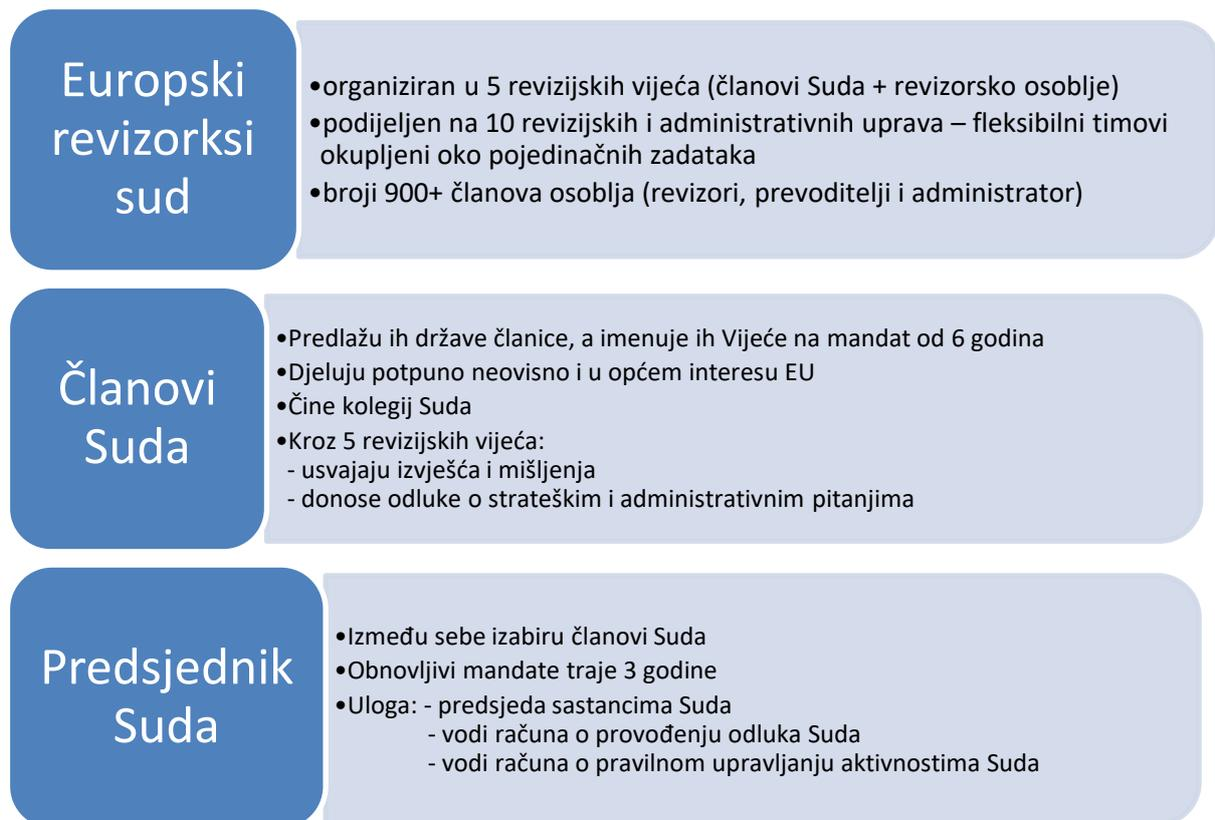 Europski
revizorksi
sud
•organiziran u 5 revizijskih vijeća (članovi Suda + revizorsko osoblje)
•podijeljen na 10 revizijskih i administrativnih uprava – fleksibilni timovi
okupljeni oko pojedinačnih zadataka
•broji 900+ članova osoblja (revizori, prevoditelji i administrator)
Članovi
Suda
•Predlažu ih države članice, a imenuje ih Vijeće na mandat od 6 godina
•Djeluju potpuno neovisno i u općem interesu EU
•Čine kolegij Suda
•Kroz 5 revizijskih vijeća:
- usvajaju izvješća i mišljenja
- donose odluke o strateškim i administrativnim pitanjima
Predsjednik
Suda
•Između sebe izabiru članovi Suda
•Obnovljivi mandate traje 3 godine
•Uloga: - predsjeda sastancima Suda
- vodi računa o provođenju odluka Suda
- vodi računa o pravilnom upravljanju aktivnostima Suda